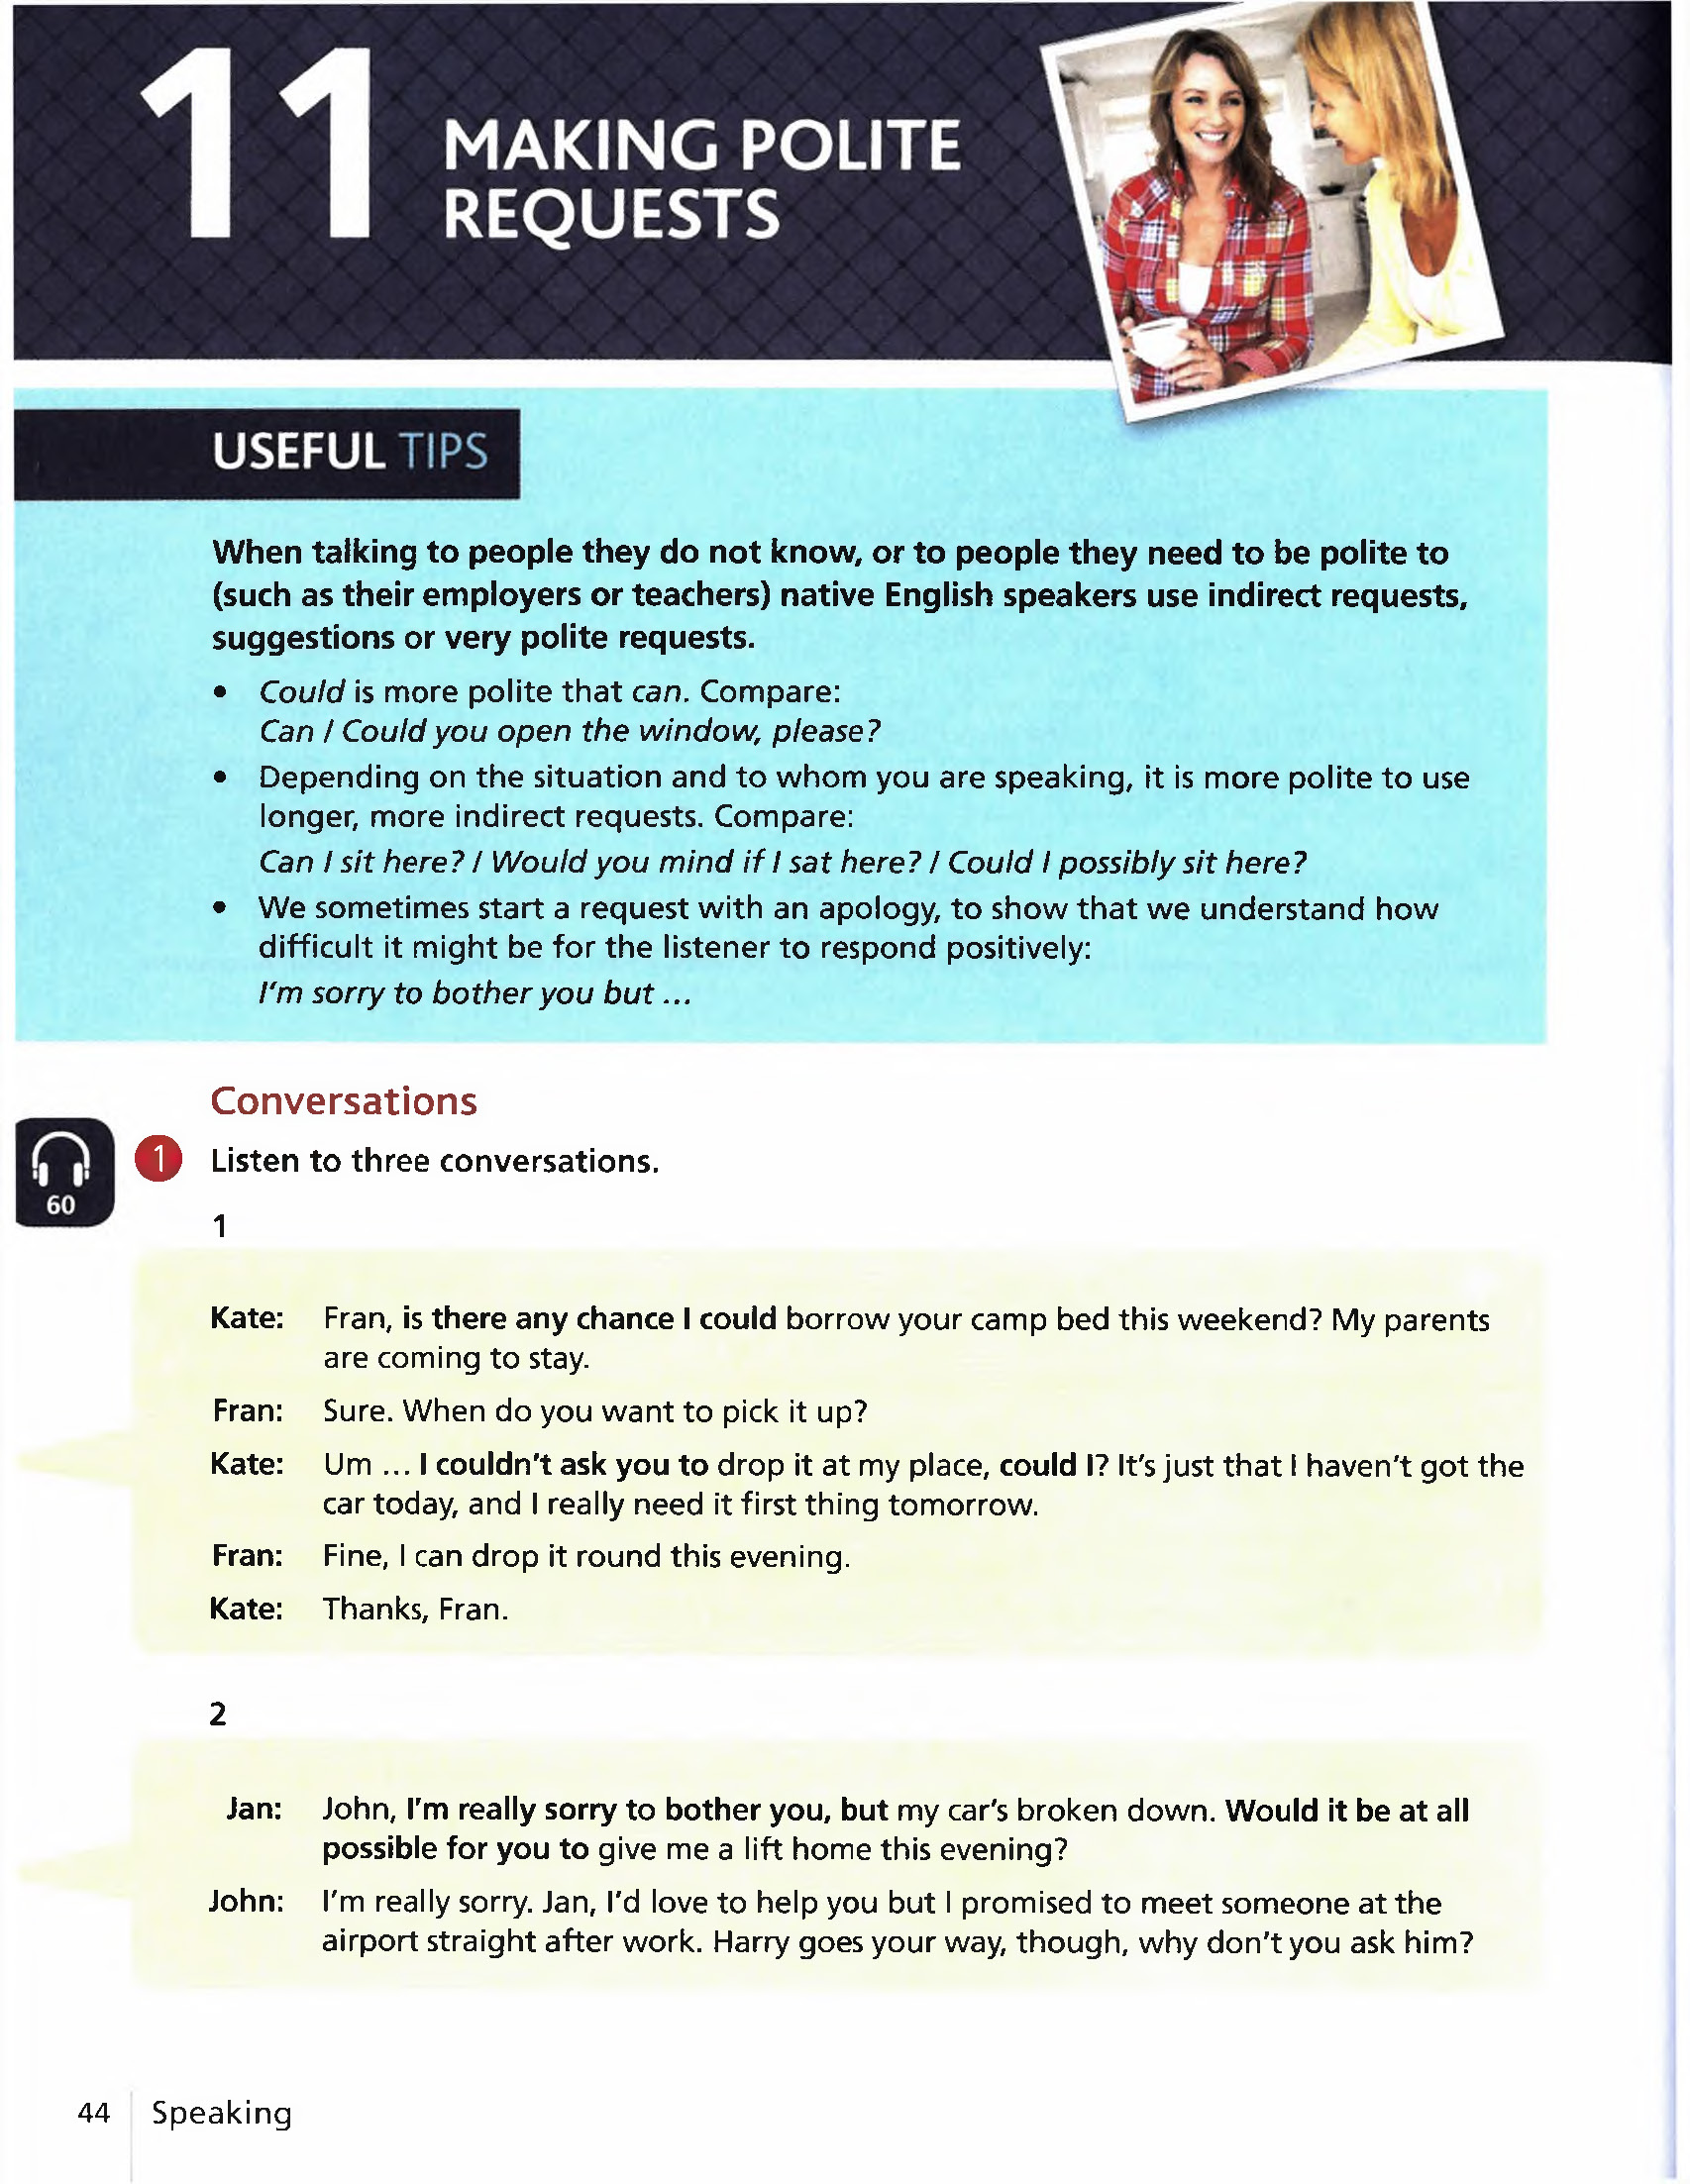 11
MAKING POLITE
REQUESTS
USEFUL TIPS
When talking to people they do not know, or to people they need to be polite to
(such as their employers or teachers) native English speakers use indirect requests,
suggestions or very polite requests.
• Could is more polite that can. Compare:
Can / Could you open the window, please?
• Depending on the situation and to whom you are speaking, it is more polite to use
longer, more indirect requests. Compare:
Can I sit here? / Would you mind if I sat here? / Could I possibly sit here?
• We sometimes start a request with an apology, to show that we understand how
difficult it might be for the listener to respond positively:
I'm sorry to bother you but ...
Conversations
60
1 Listen to three conversations.
1
Kate: Fran, is there any chance I could borrow your camp bed this weekend? My parents
are coming to stay.
Fran: Sure. When do you want to pick it up?
Kate: Um ... I couldn't ask you to drop it at my place, could I? It's just that I haven't got the
car today, and I really need it first thing tomorrow.
Fran: Fine, I can drop it round this evening.
Kate: Thanks, Fran.
2
Jan: John, I'm really sorry to bother you, but my car's broken down. Would it be at all
possible for you to give me a lift home this evening?
John: I'm really sorry. Jan, I'd love to help you but I promised to meet someone at the
airport straight after work. Harry goes your way, though, why don't you ask him?
44 Speaking